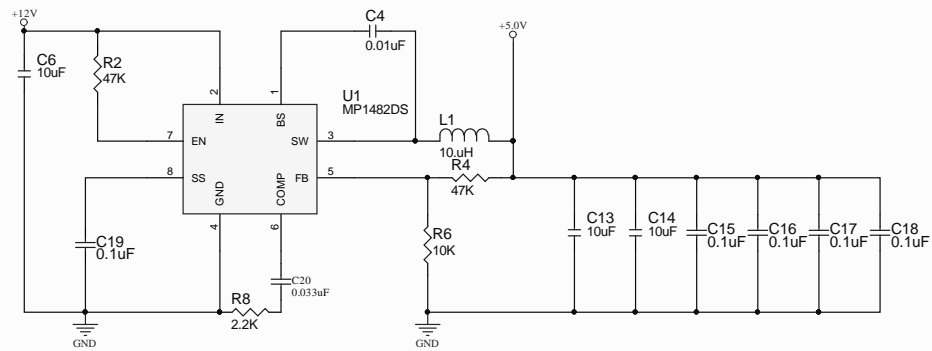 +12V
C6
10uF
R2
47K
C4
0.01uF
+5.0V
U1
MP1482DS
2
1
IN
BS
7
EN
SW
3
L1
10.uH
8
SS
FB
5
R4
47K
GND
COMP
4
6
C19
0.1uF
C20
0.033uF
R8
2.2K
GND
R6
10K
GND
C13
10uF
C14
10uF
C15
0.1uF
C16
0.1uF
C17
0.1uF
C18
0.1uF